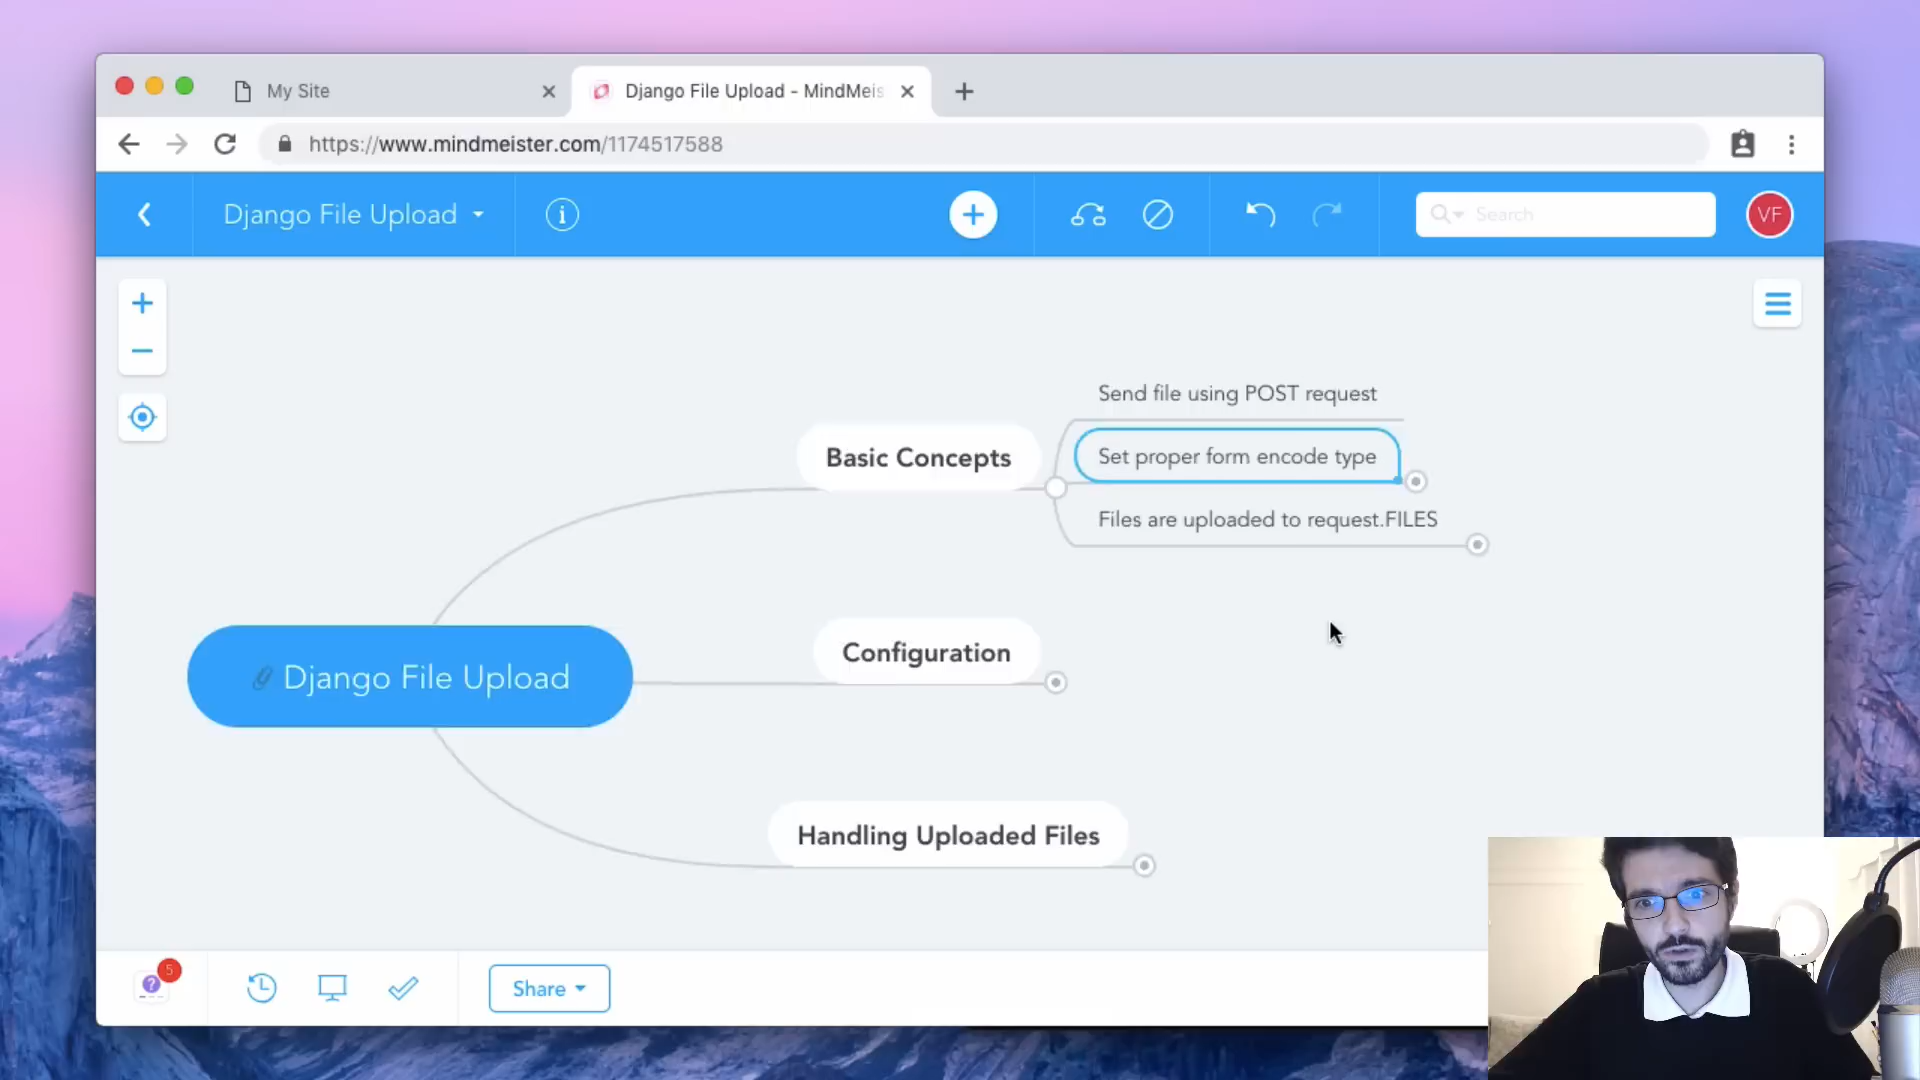 My Site
Django File Upload - MindMeis
https://www.mindmeister.com/1174517588
Django File Upload
Search
VF
Send file using POST request
Basic Concepts
Set proper form encode type
Files are uploaded to request.FILES
Configuration
Django File Upload
Handling Uploaded Files
5
?
Share